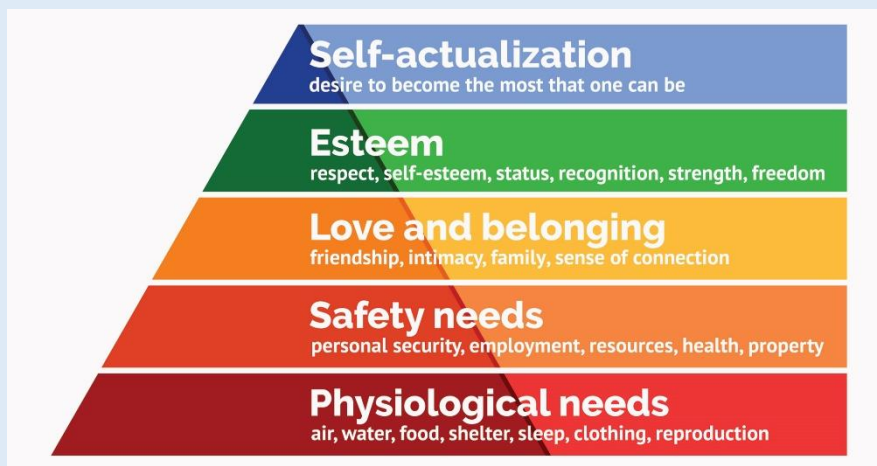 Self-actualization
desire to become the most that one can be
Esteem
respect, self-esteem, status, recognition, strength, freedom
Love and belonging
friendship, intimacy, family, sense of connection
Safety needs
personal security, employment, resources, health, property
Physiological needs
air, water, food, shelter, sleep, clothing, reproduction